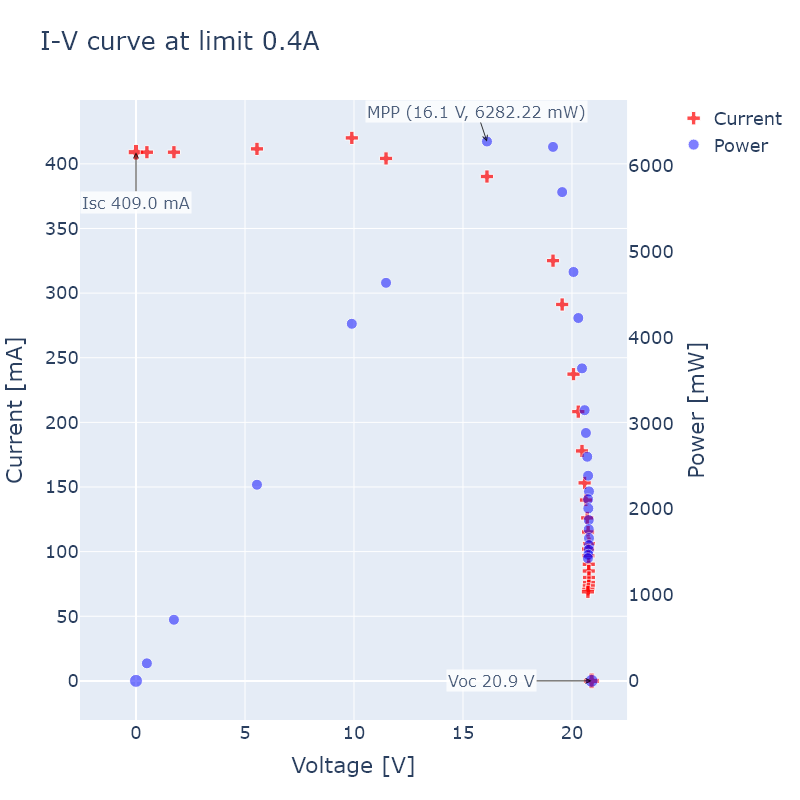 I-V curve at limit 0.4A
MPP (16.1 V, 6282.22 mW)
Current
Power
Isc 409.0 mA
Voc 20.9 V
400
350
300
250
200
150
100
50
0
6000
5000
4000
3000
2000
1000
0
Current [mA]
Power [mW]
0
5
10
15
20
Voltage [V]